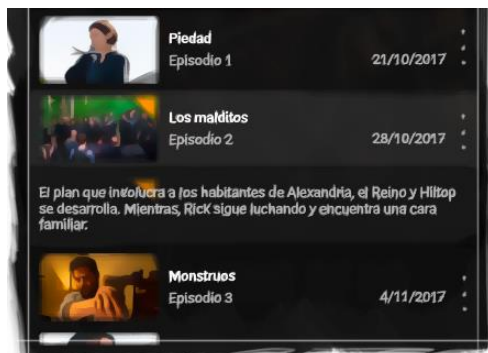 Piedad
Episodio 1 21/10/2017
Los malditos
Episodio 2 28/10/2017
El plan que involucra a los habitantes de Alexandria, el Reino y Hilltop
se desarrolla. Mientras, Rick sigue luchando y encuentra una cara
familiar.
Monstruos
Episodio 3 4/11/2017